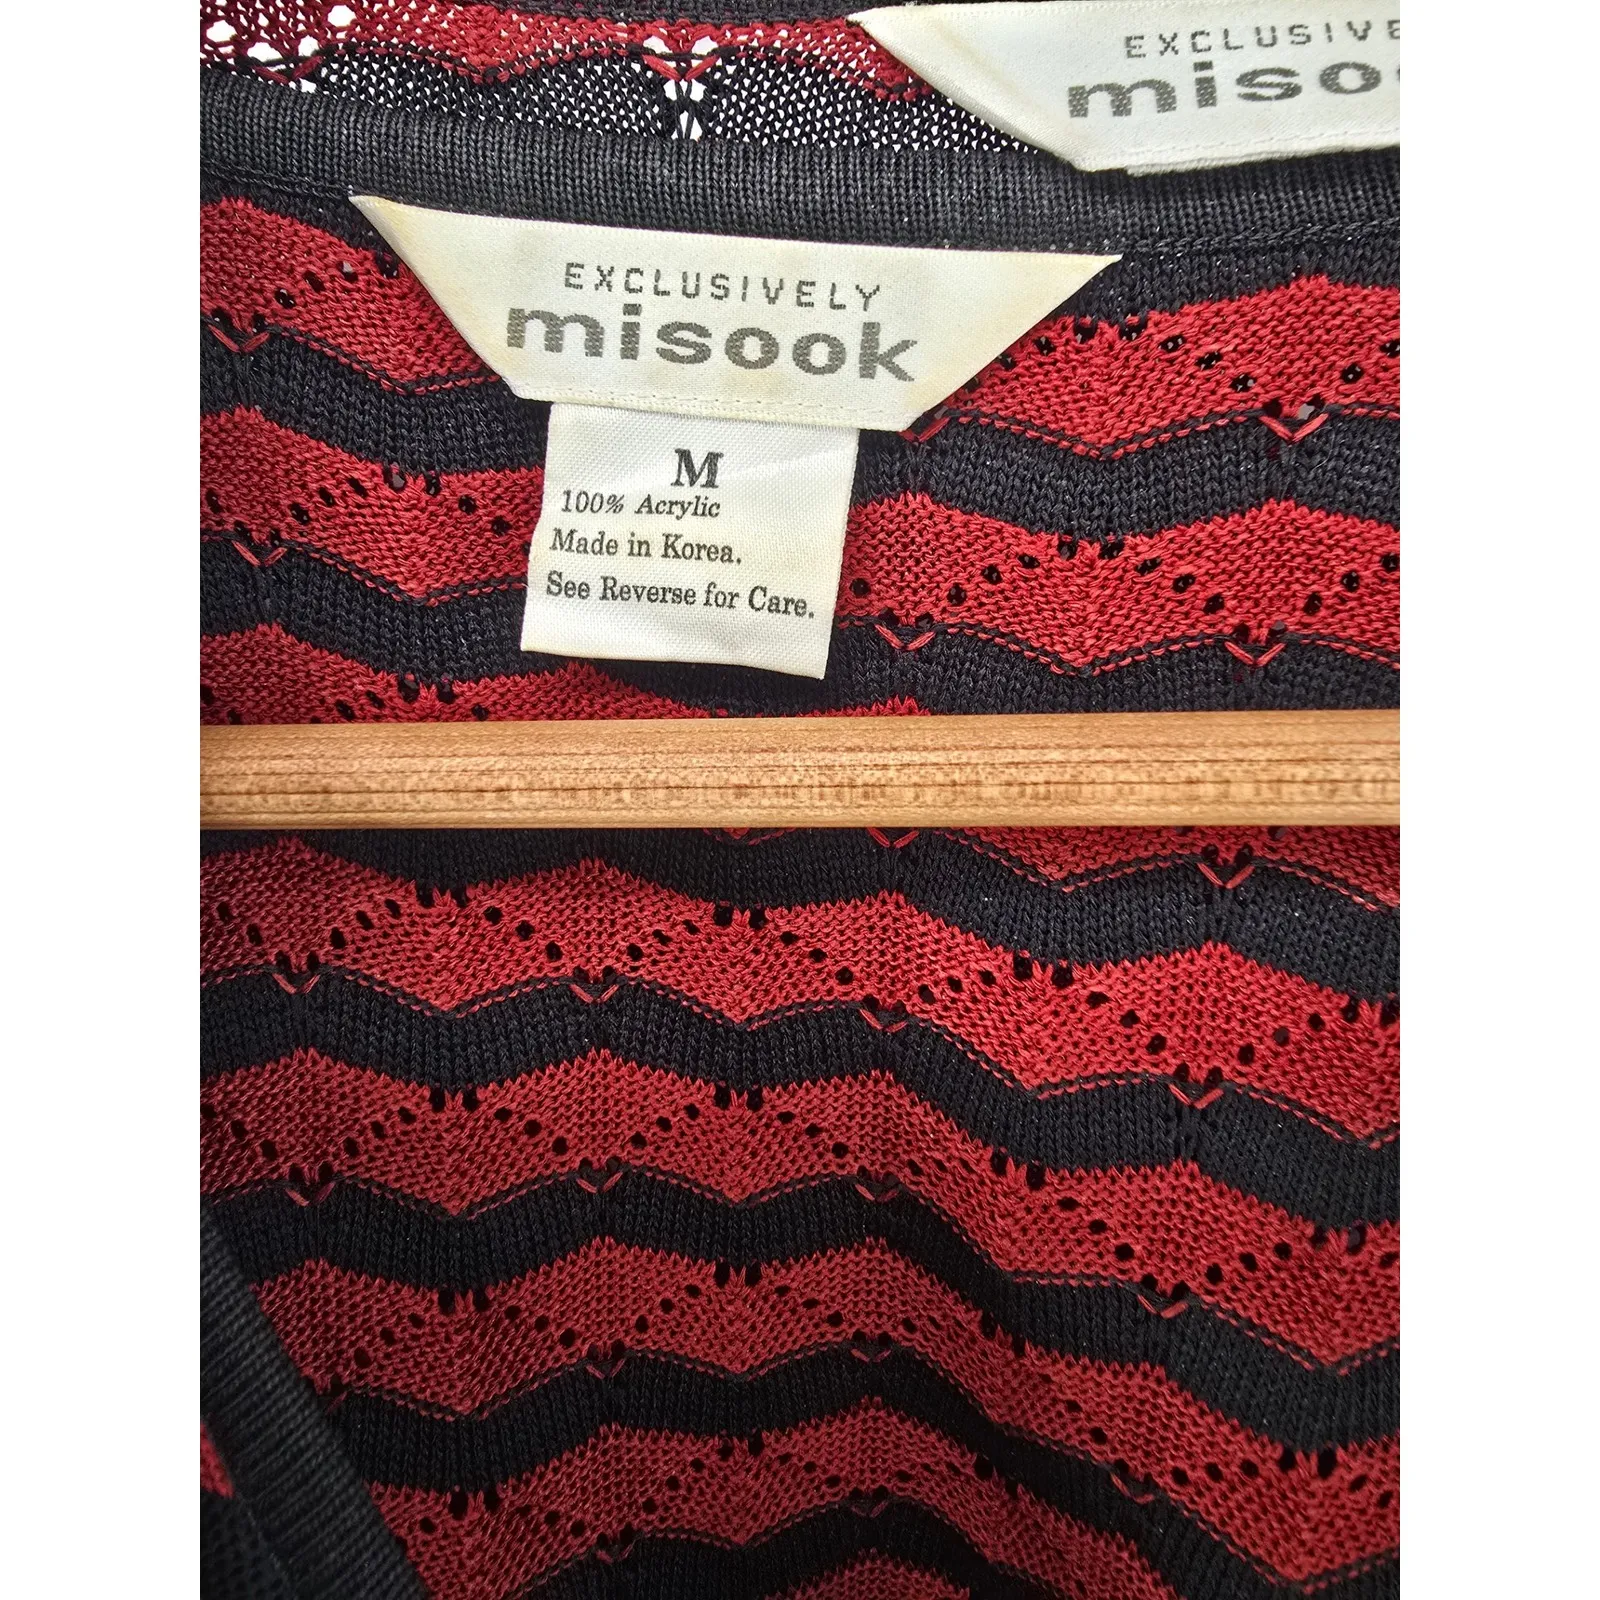 EXCLUSIVE
miso
EXCLUSIVELY
misook
M
100% Acrylic
Made in Korea.
See Reverse for Care.